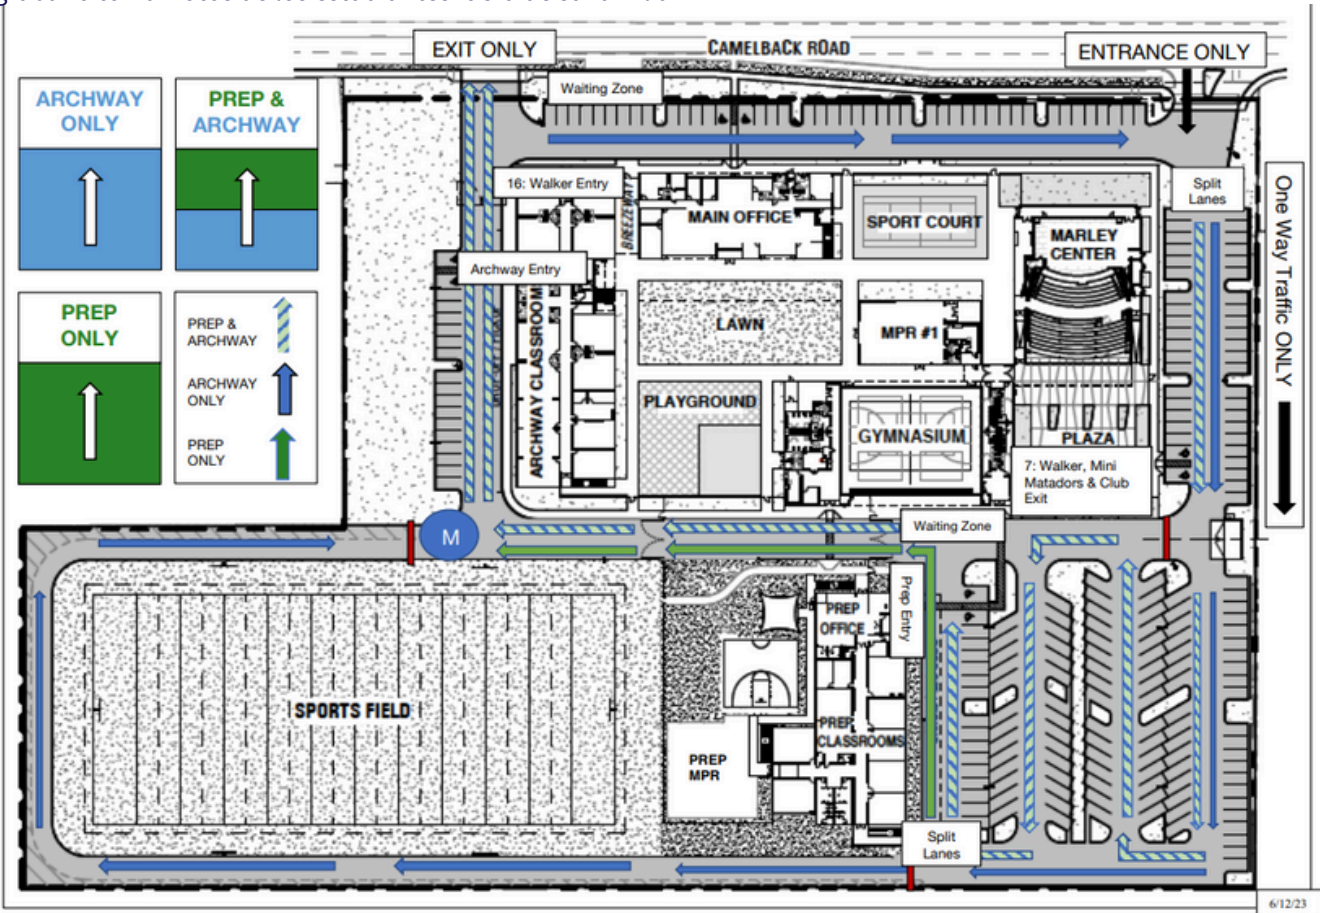 EXIT ONLY
CAMELBACK ROAD
ENTRANCE ONLY
ARCHWAY
ONLY
PREP &
ARCHWAY
Waiting Zone
16: Walker Entry
BREEZEWAY
MAIN OFFICE
SPORT COURT
MARLEY
CENTER
Split
Lanes
One Way Traffic ONLY
Archway Entry
ARCHWAY CLASSROOM
LAWN
MPR #1
PREP
ONLY
PREP &
ARCHWAY
ARCHWAY
ONLY
PREP
ONLY
PLAYGROUND
GYMNASIUM
PLAZA
7: Walker, Mini
Matadors & Club
Exit
M
Waiting Zone
Prep Entry
PREP
OFFICE
SPORTS FIELD
PREP
CLASSROOMS
PREP
MPR
Split
Lanes
6/12/23